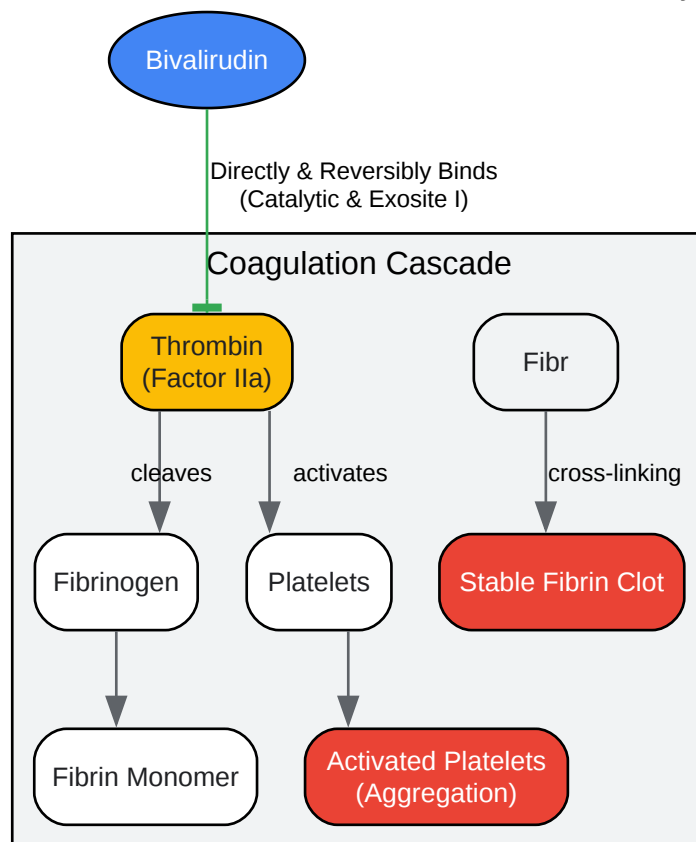 Bivalirudin
Directly & Reversibly Binds
(Catalytic & Exosite I)
Coagulation Cascade
Thrombin
(Factor IIa)
Fibr
cleaves
activates
cross-linking
Fibrinogen
Platelets
Stable Fibrin Clot
Fibrin Monomer
Activated Platelets
(Aggregation)